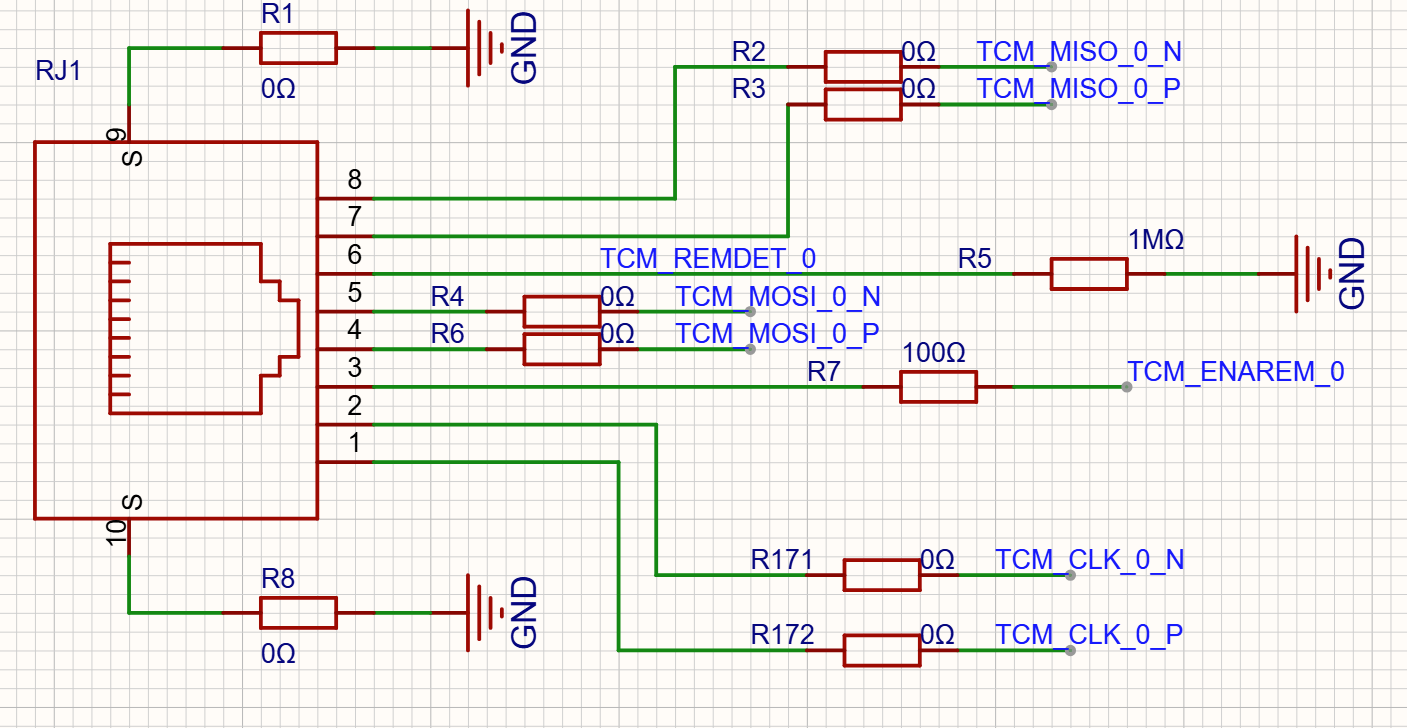 R1
RJ1
0Ω
GND
R2
0Ω
TCM_MISO_0_N
R3
0Ω
TCM_MISO_0_P
9
S
8
7
6
TCM_REMDET_0
R5
1MΩ
GND
5
R4
0Ω
TCM_MOSI_0_N
4
R6
0Ω
TCM_MOSI_0_P
3
R7
100Ω
TCM_ENAREM_0
2
1
S
10
R171
0Ω
TCM_CLK_0_N
R8
0Ω
GND
R172
0Ω
TCM_CLK_0_P